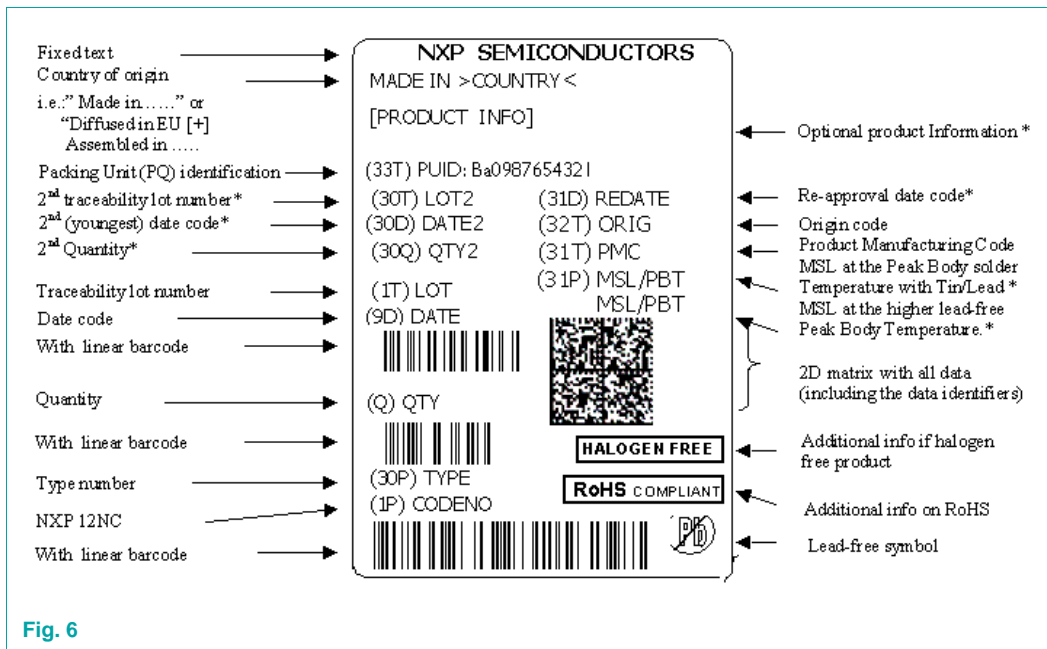 Fixed text
Country of origin
i.e.:" Made in ....." or
"Diffused in EU [+]
Assembled in .....
Packing Unit (PQ) identification
2nd traceability lot number*
2nd (youngest) date code*
2nd Quantity*
Traceability lot number
Date code
With linear barcode
Quantity
With linear barcode
Type number
NXP 12NC
With linear barcode
NXP SEMICONDUCTORS
MADE IN >COUNTRY<
[PRODUCT INFO]
(33T) PUID: Ba0987654321
(30T) LOT2 (31D) REDATE
(30D) DATE2 (32T) ORIG
(30Q) QTY2 (31T) PMC
(31P) MSL/PBT
(1T) LOT MSL/PBT
(9D) DATE
(Q) QTY
HALOGEN FREE
(30P) TYPE
RoHS COMPLIANT
(1P) CODENO
Pb
Optional product Information *
Re-approval date code*
Origin code
Product Manufacturing Code
MSL at the Peak Body solder
Temperature with Tin/Lead *
MSL at the higher lead-free
Peak Body Temperature.*
2D matrix with all data
(including the data identifiers)
Additional info if halogen
free product
Additional info on RoHS
Lead-free symbol
Fig. 6